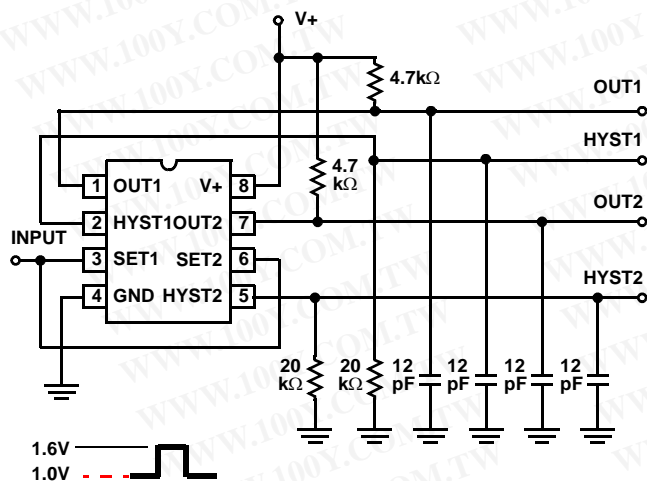 V+
4.7kΩ
OUT1
HYST1
4.7
kΩ
1 OUT1 V+ 8
2 HYST1OUT2 7
OUT2
INPUT
3 SET1 SET2 6
4 GND HYST2 5
HYST2
20
kΩ
20
kΩ
12
pF
12
pF
12
pF
12
pF
1.6V
1.0V
WWW.100Y.COM.TW